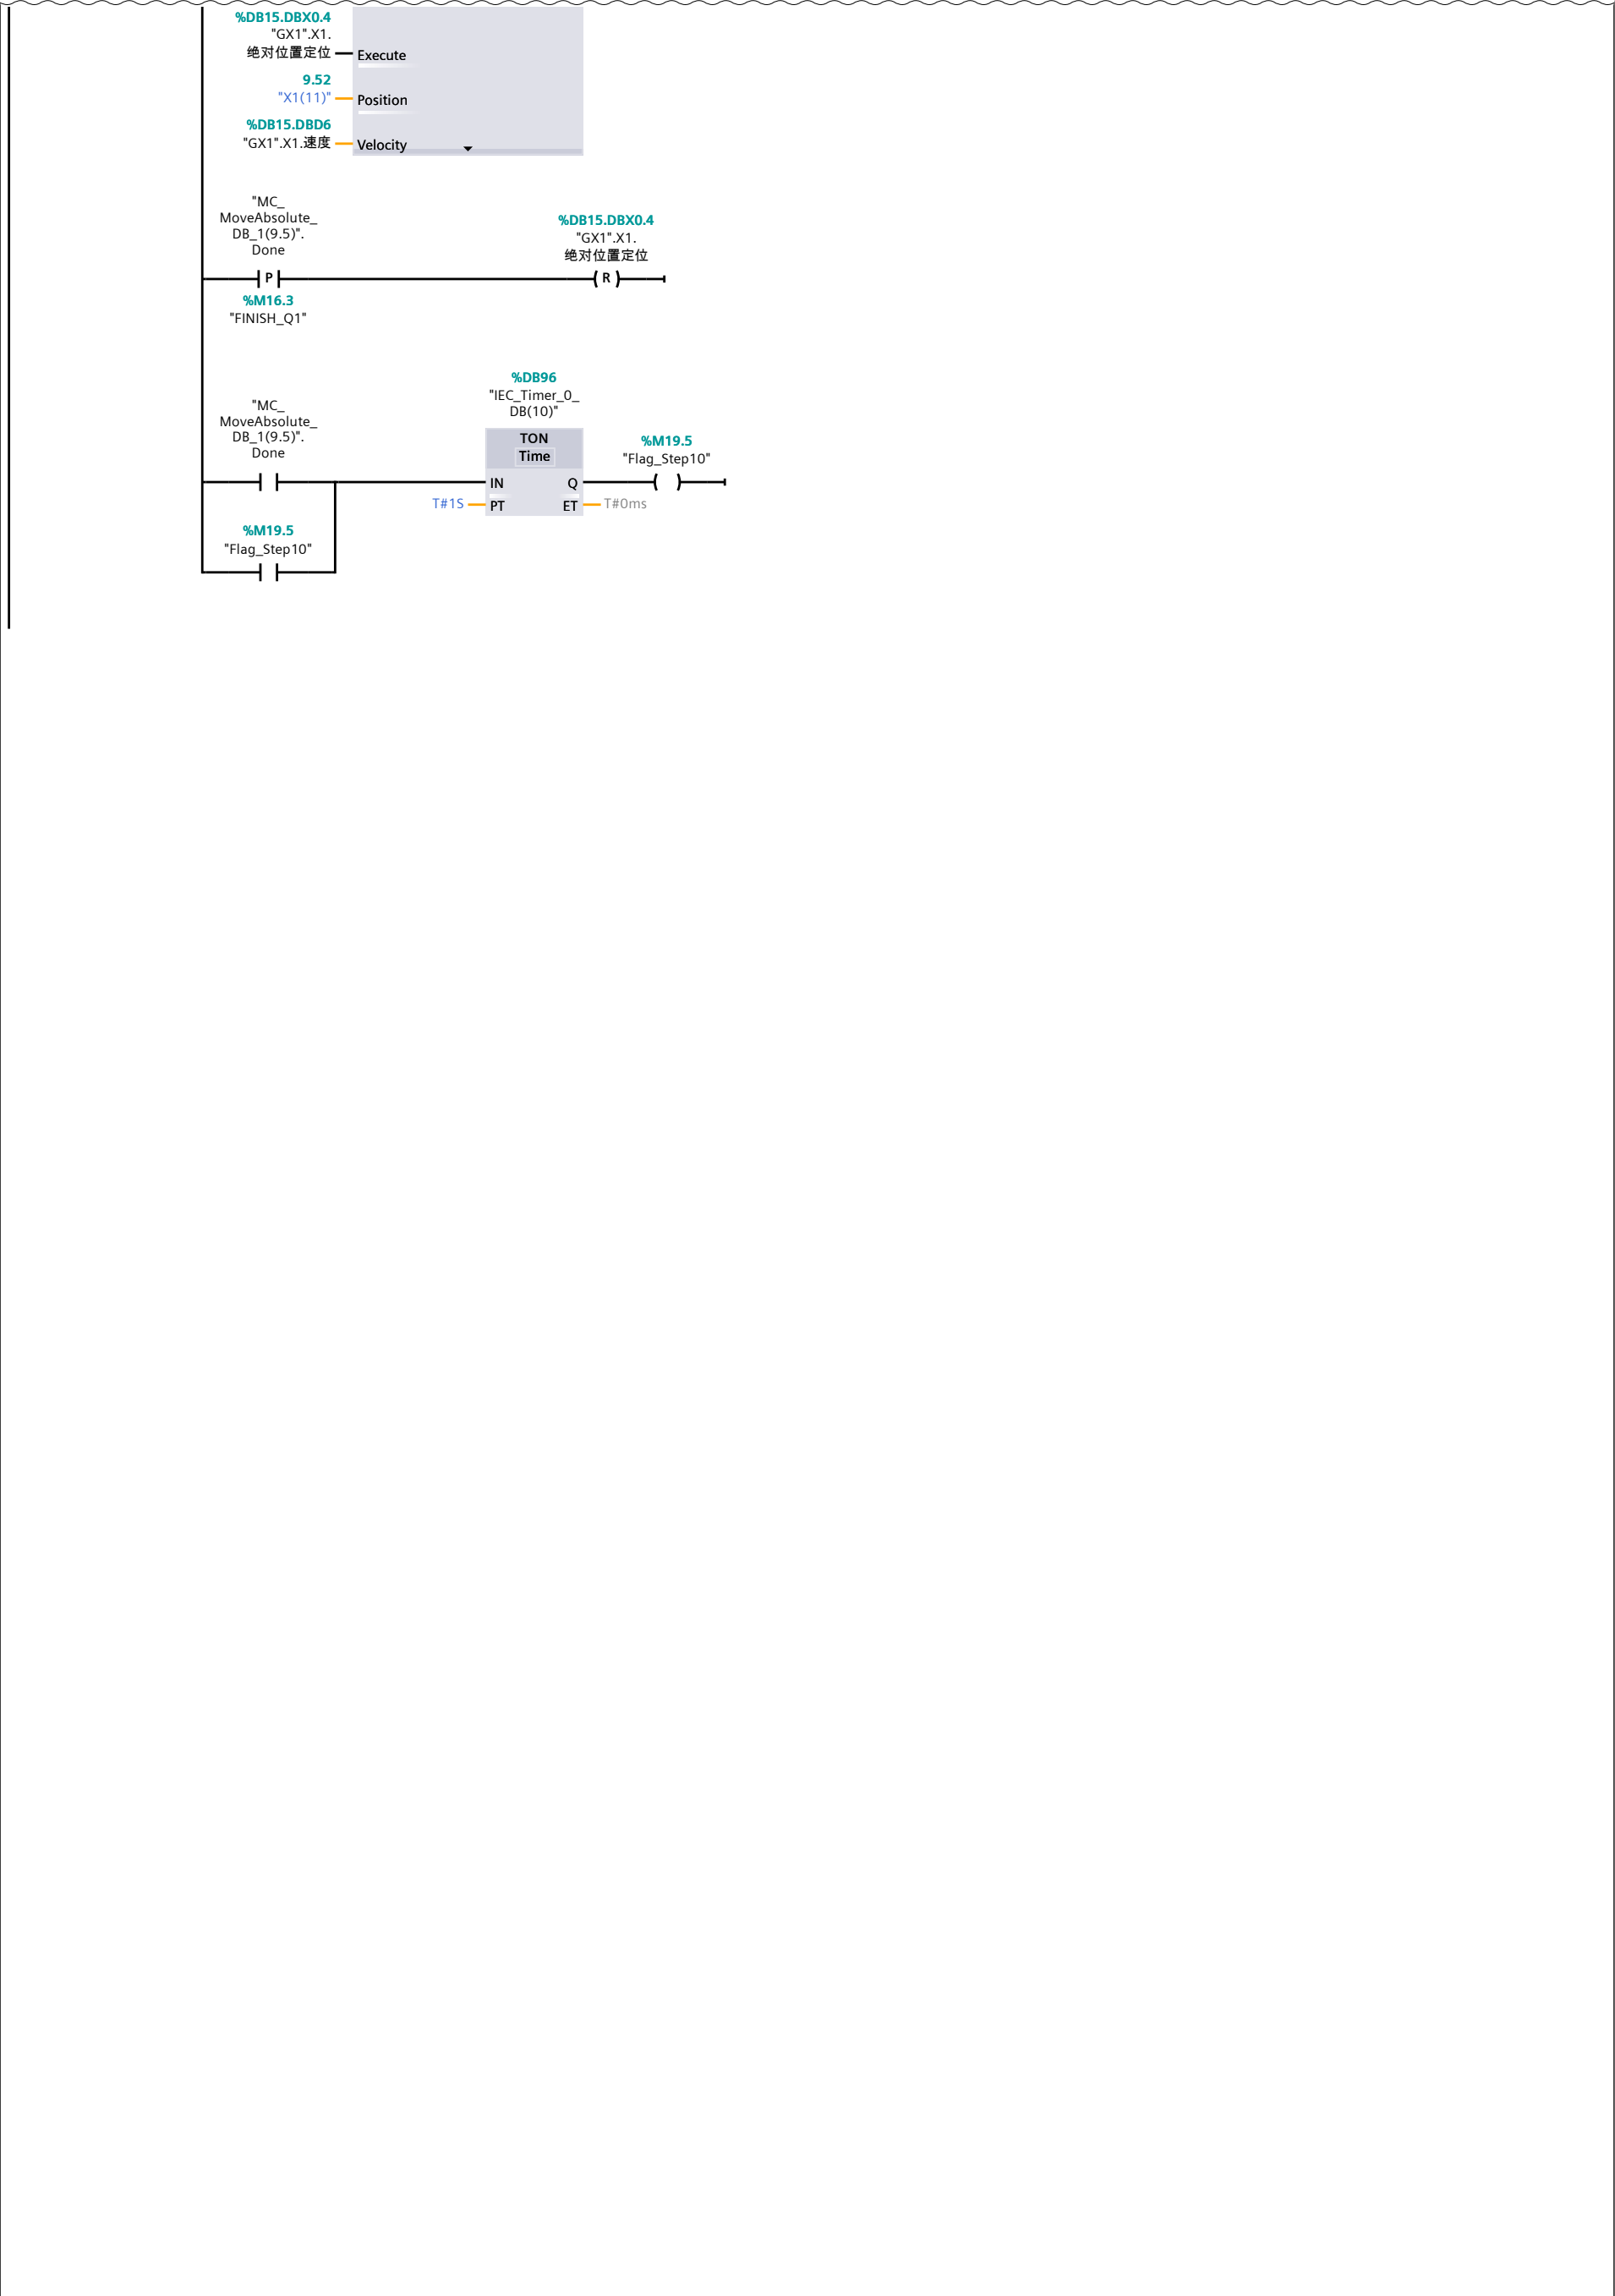 %DB15.DBX0.4
"GX1".X1.
绝对位置定位
Execute
9.52
"X1(11)"
Position
%DB15.DBD6
"GX1".X1.速度
Velocity
"MC_
MoveAbsolute_
DB_1(9.5)".
Done
%DB15.DBX0.4
"GX1".X1.
绝对位置定位
P
R
%M16.3
"FINISH_Q1"
%DB96
"IEC_Timer_0_
DB(10)"
"MC_
MoveAbsolute_
DB_1(9.5)".
Done
TON
Time
%M19.5
"Flag_Step10"
IN
Q
T#1S
PT
ET
T#0ms
%M19.5
"Flag_Step10"